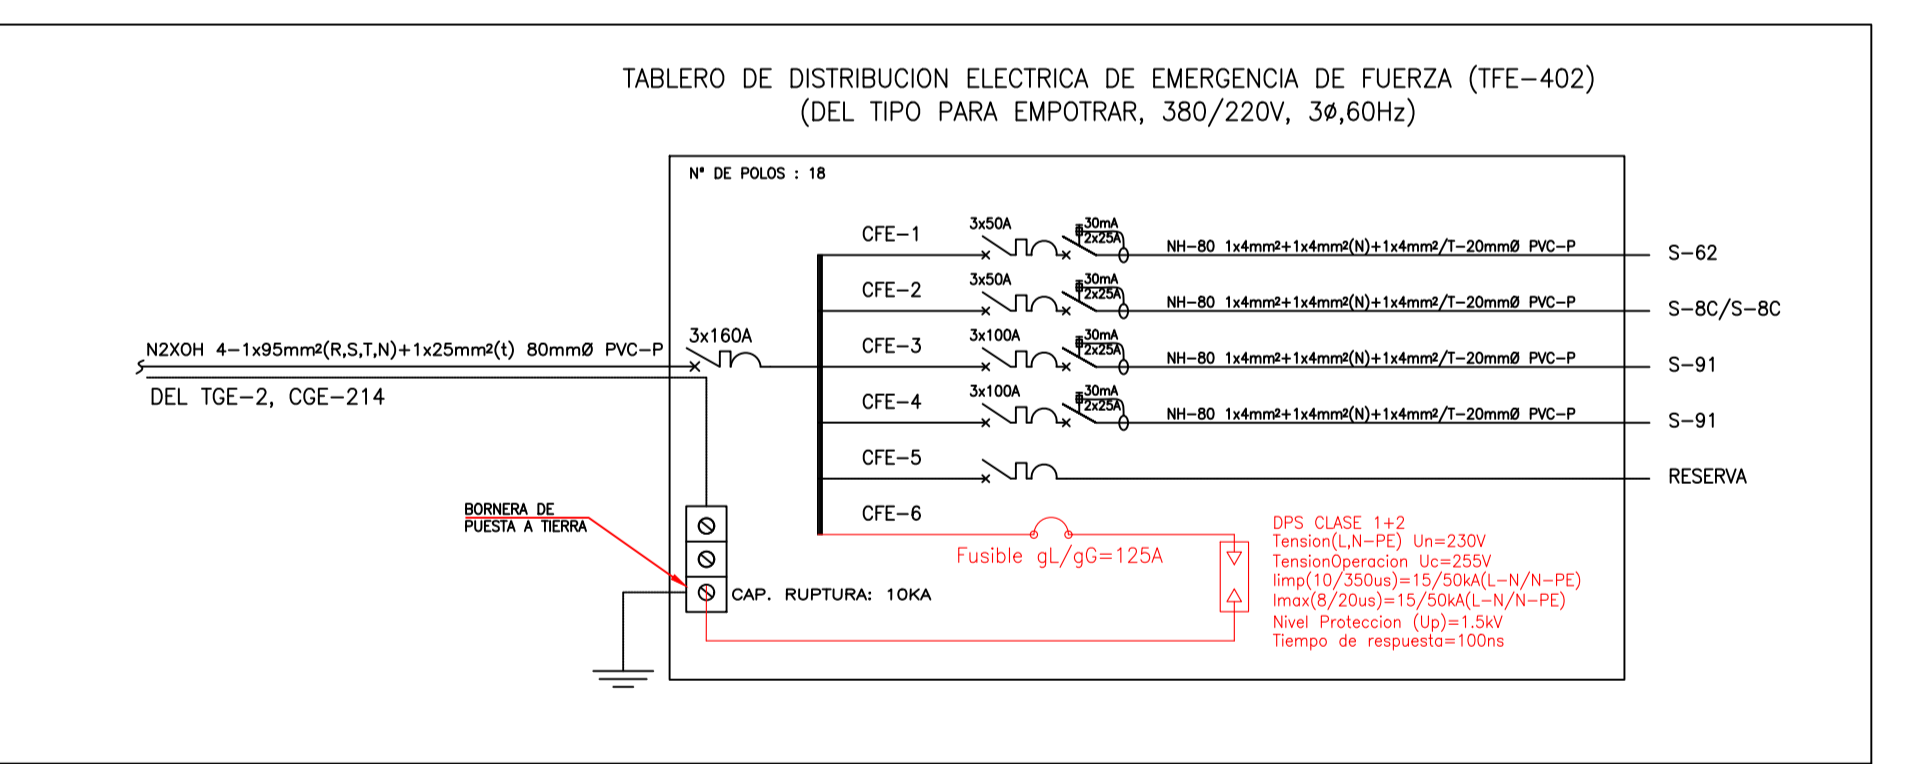 TABLERO DE DISTRIBUCION ELECTRICA DE EMERGENCIA DE FUERZA (TFE-402)
(DEL TIPO PARA EMPOTRAR, 380/220V, 3ø,60Hz)
Nº DE POLOS : 18
CFE-1
3x50A
30mA
2x25A
NH-80 1x4mm²+1x4mm²(N)+1x4mm²/T-20mmØ PVC-P
S-62
CFE-2
3x50A
30mA
2x25A
NH-80 1x4mm²+1x4mm²(N)+1x4mm²/T-20mmØ PVC-P
S-8C/S-8C
N2XOH 4-1x95mm²(R,S,T,N)+1x25mm²(t) 80mmØ PVC-P
DEL TGE-2, CGE-214
3x160A
CFE-3
3x100A
30mA
2x25A
NH-80 1x4mm²+1x4mm²(N)+1x4mm²/T-20mmØ PVC-P
S-91
CFE-4
3x100A
30mA
2x25A
NH-80 1x4mm²+1x4mm²(N)+1x4mm²/T-20mmØ PVC-P
S-91
CFE-5
RESERVA
CFE-6
BORNERA DE
PUESTA A TIERRA
CAP. RUPTURA: 10KA
Fusible gL/gG=125A
DPS CLASE 1+2
Tension(L,N-PE) Un=230V
TensionOperacion Uc=255V
Iimp(10/350us)=15/50kA(L-N/N-PE)
Imax(8/20us)=15/50kA(L-N/N-PE)
Nivel Proteccion (Up)=1.5kV
Tiempo de respuesta=100ns